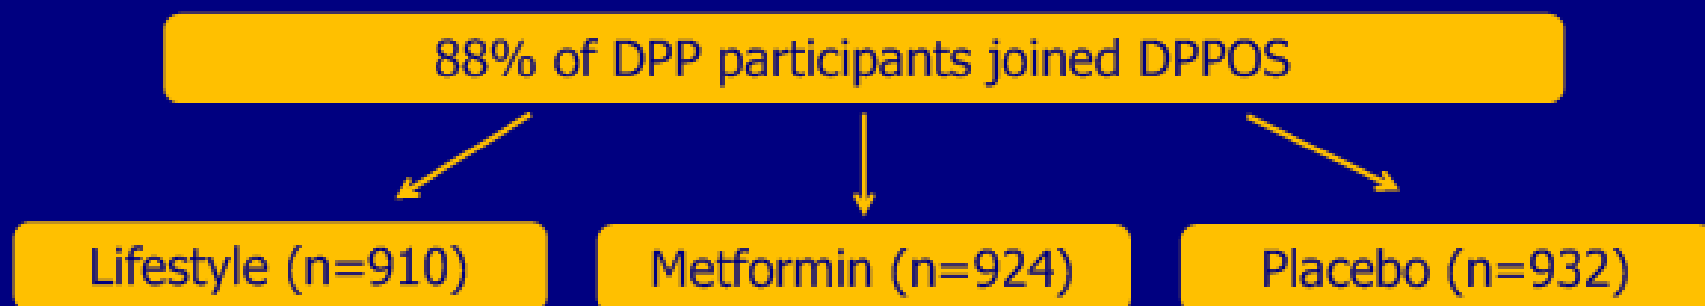 88% of DPP participants joined DPPOS
Lifestyle (n=910)
Metformin (n=924)
Placebo (n=932)